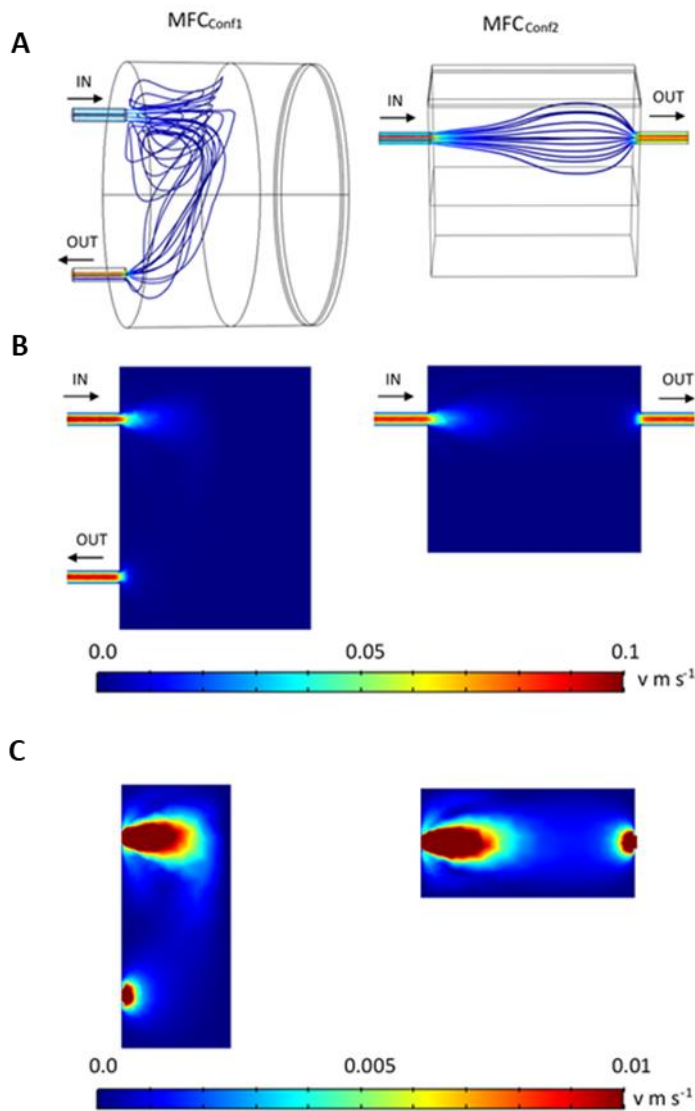 MFCConf1 MFCConf2
A
IN IN OUT
OUT
B
IN IN OUT
OUT
0.0 0.05 0.1
v m s-1
C
0.0 0.005 0.01
v m s-1